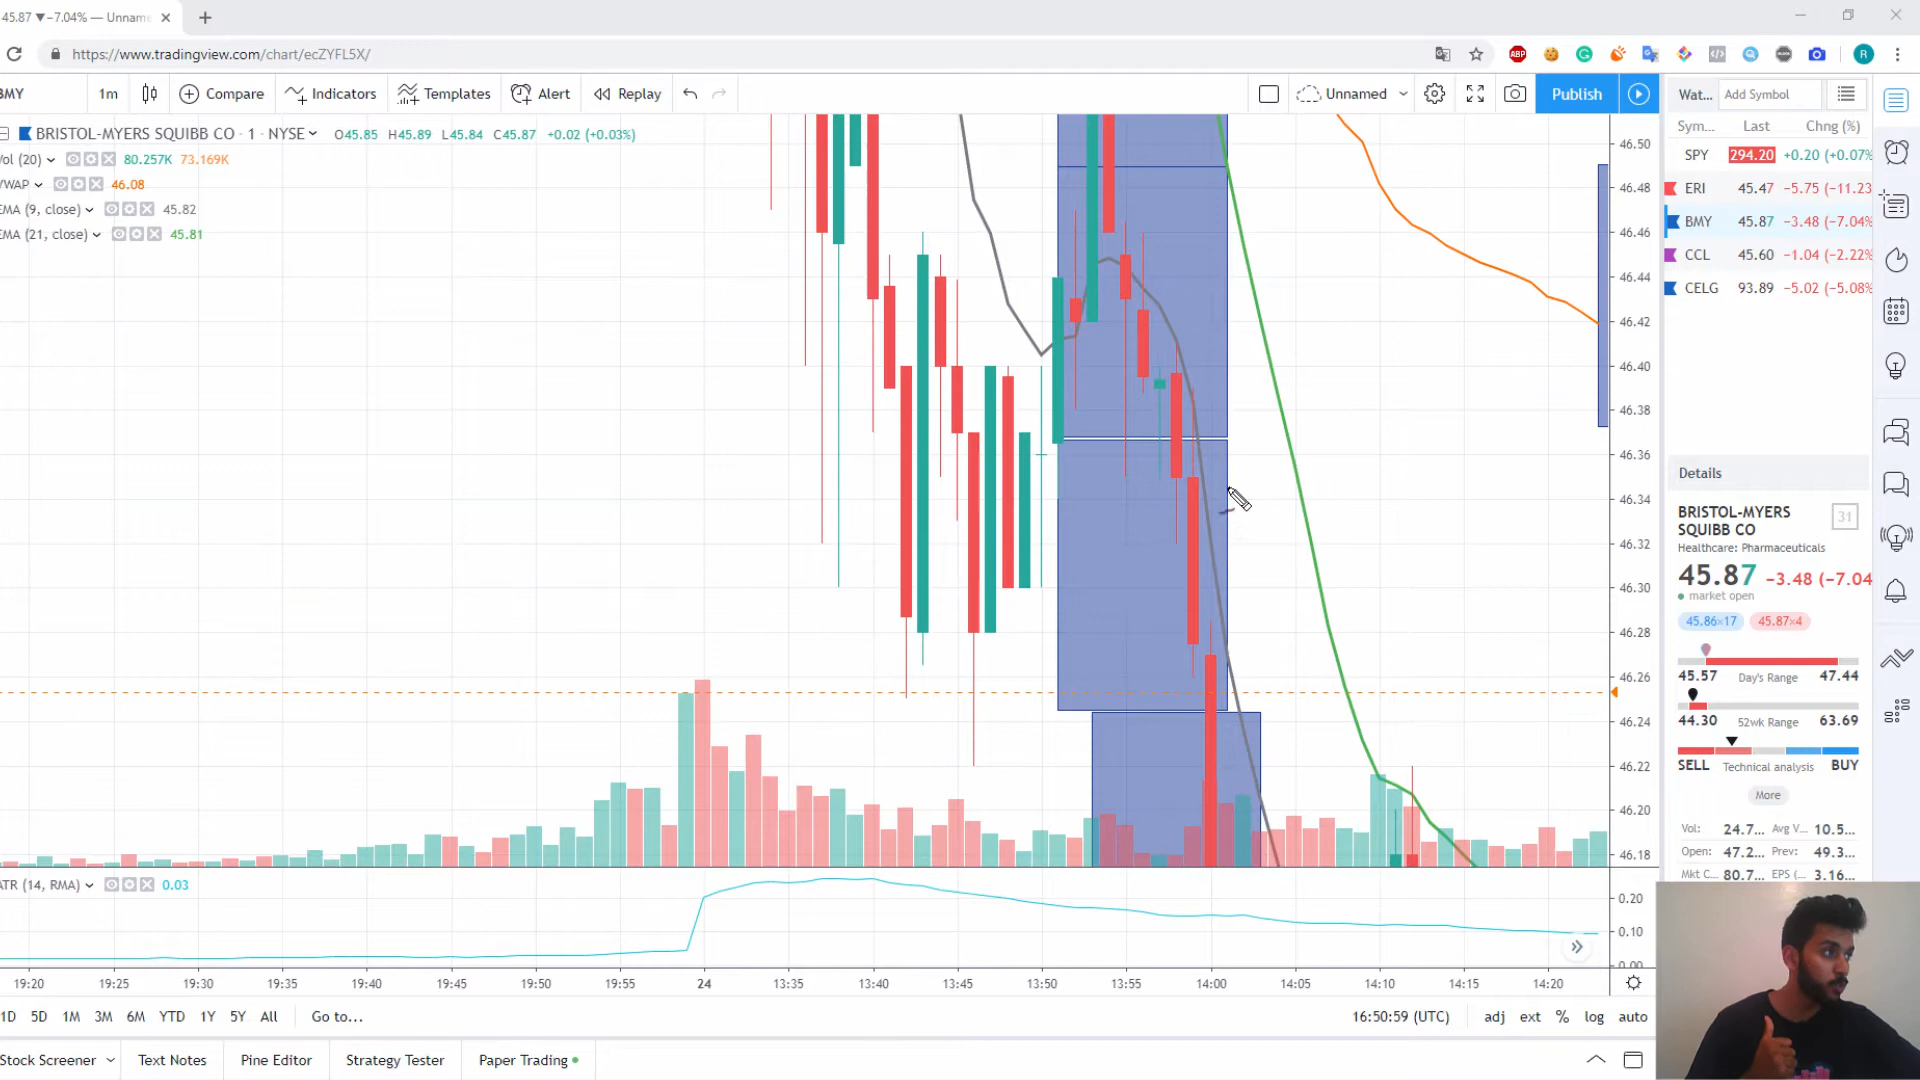 45.87 ▼ −7.04% — Unname
https://www.tradingview.com/chart/ecZYFL5X/
ABP
R
BMY 1m Compare Indicators Templates Alert Replay Unnamed Publish
Wat... Add Symbol
BRISTOL-MYERS SQUIBB CO · 1 · NYSE O45.85 H45.89 L45.84 C45.87 +0.02 (+0.03%)
Vol (20) 80.257K 73.169K
VWAP 46.08
EMA (9, close) 45.82
EMA (21, close) 45.81
46.50
46.48
46.46
46.44
46.42
46.40
46.38
46.36
46.34
46.32
46.30
46.28
46.26
46.24
46.22
46.20
46.18
Sym... Last Chng (%)
SPY 294.20 +0.20 (+0.07%
ERI 45.47 −5.75 (−11.23
BMY 45.87 −3.48 (−7.04%
CCL 45.60 −1.04 (−2.22%
CELG 93.89 −5.02 (−5.08%
Details
BRISTOL-MYERS
SQUIBB CO
31
Healthcare: Pharmaceuticals
45.87 −3.48 (−7.04
market open
45.86×17 45.87×4
45.57 Day's Range 47.44
44.30 52wk Range 63.69
SELL Technical analysis BUY
More
Vol: 24.7... Avg V... 10.5...
Open: 47.2... Prev: 49.3...
Mkt C... 80.7... EPS (... 3.16...
ATR (14, RMA) 0.03
0.20
0.10
0.00
19:20 19:25 19:30 19:35 19:40 19:45 19:50 19:55 24 13:35 13:40 13:45 13:50 13:55 14:00 14:05 14:10 14:15 14:20
1D 5D 1M 3M 6M YTD 1Y 5Y All Go to... 16:50:59 (UTC) adj ext % log auto
Stock Screener Text Notes Pine Editor Strategy Tester Paper Trading